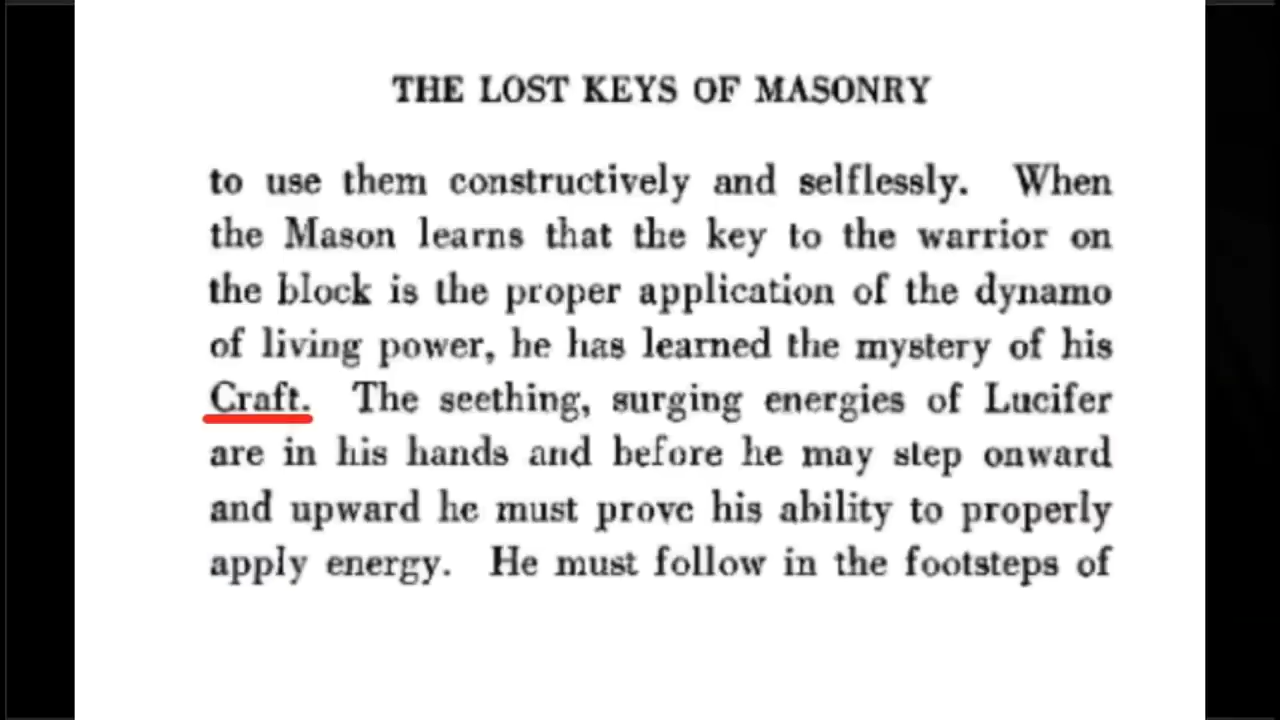 THE LOST KEYS OF MASONRY
to use them constructively and selflessly. When
the Mason learns that the key to the warrior on
the block is the proper application of the dynamo
of living power, he has learned the mystery of his
Craft. The seething, surging energies of Lucifer
are in his hands and before he may step onward
and upward he must prove his ability to properly
apply energy. He must follow in the footsteps of